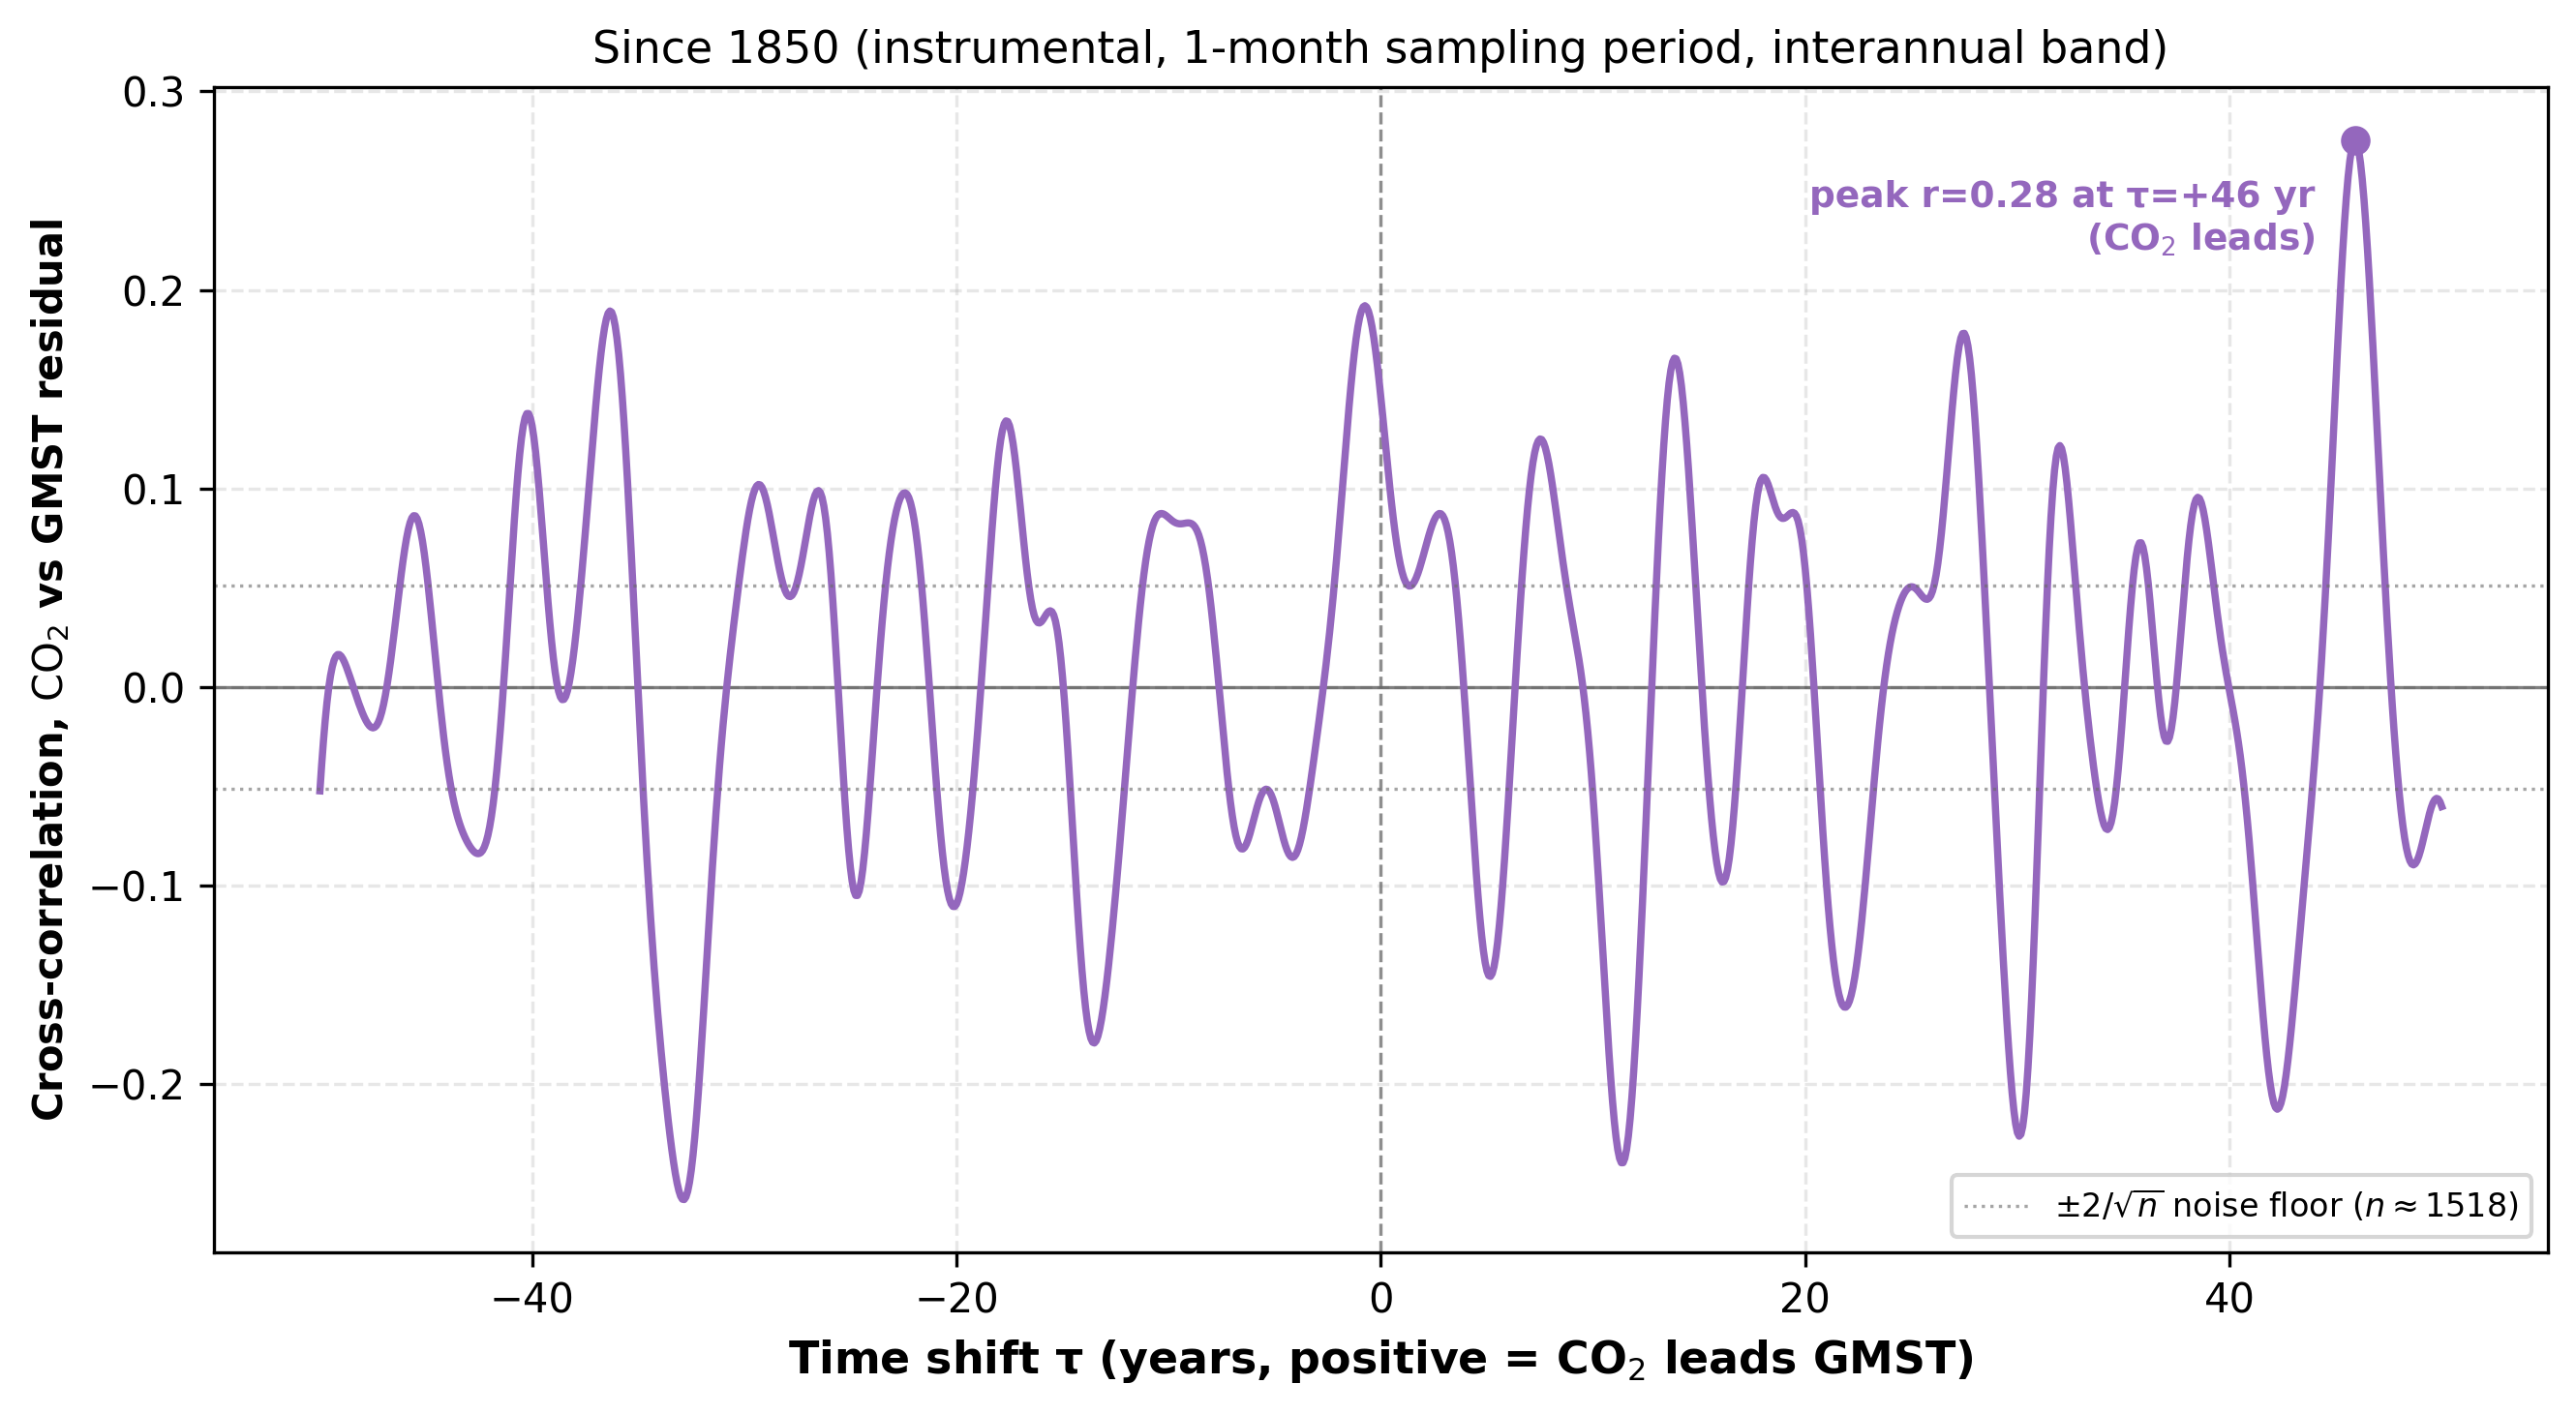 Since 1850 (instrumental, 1-month sampling period, interannual band)
Cross-correlation, CO₂ vs GMST residual
0.3
0.2
0.1
0.0
−0.1
−0.2
peak r=0.28 at τ=+46 yr
(CO₂ leads)
±2/√n noise floor (n ≈ 1518)
−40
−20
0
20
40
Time shift τ (years, positive = CO₂ leads GMST)